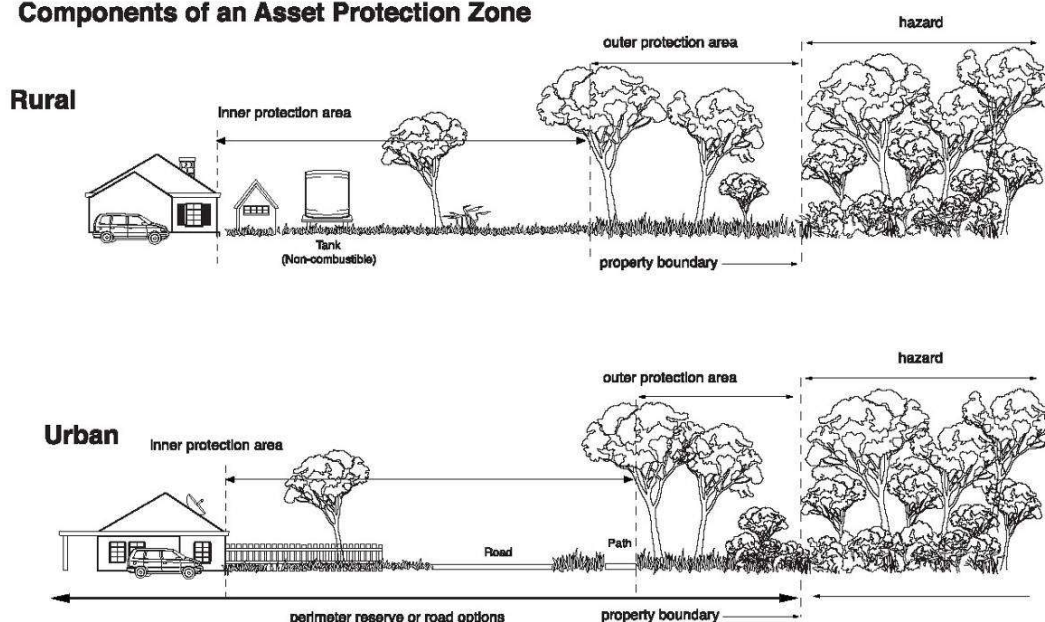 Components of an Asset Protection Zone
hazard
outer protection area
Rural
Inner protection area
Tank
(Non-combustible)
property boundary
hazard
outer protection area
Urban
Inner protection area
Road
Path
perimeter reserve or road options
property boundary